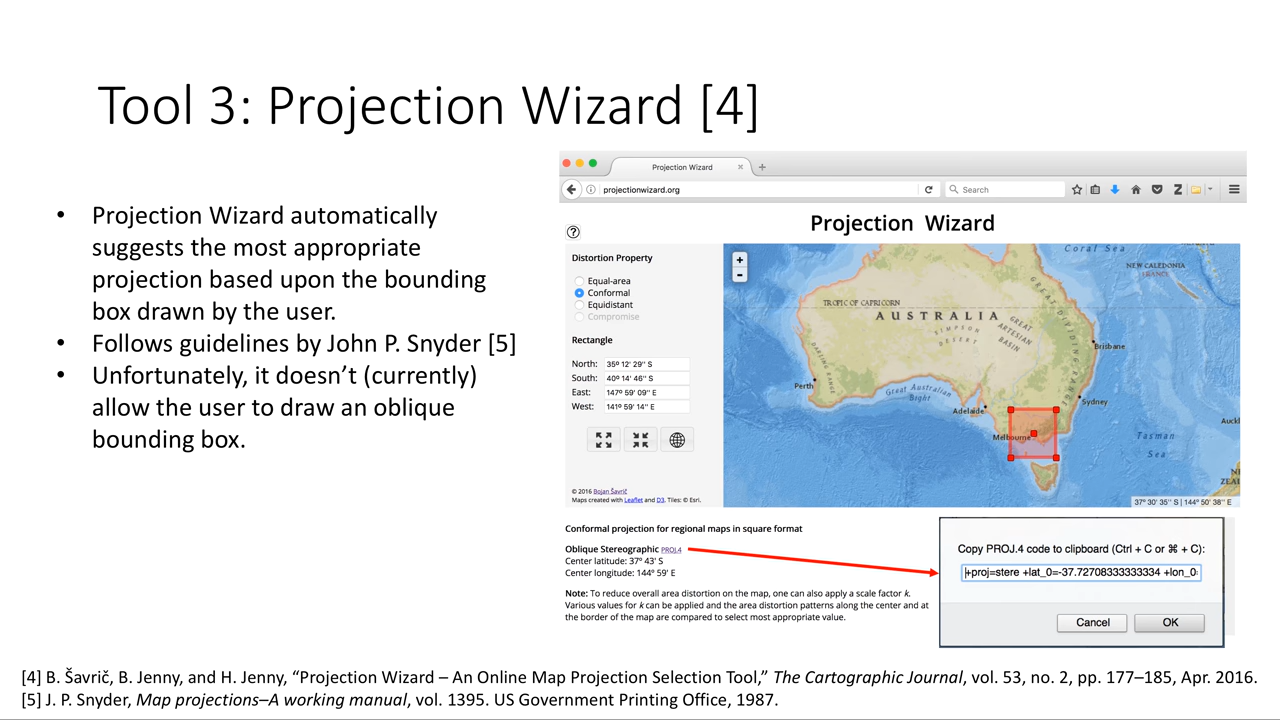 Tool 3: Projection Wizard [4]
• Projection Wizard automatically
suggests the most appropriate
projection based upon the bounding
box drawn by the user.
• Follows guidelines by John P. Snyder [5]
• Unfortunately, it doesn’t (currently)
allow the user to draw an oblique
bounding box.
Projection Wizard
projectionwizard.org
Search
Projection Wizard
Distortion Property
Equal-area
Conformal
Equidistant
Compromise
Rectangle
North: 35º 12' 29'' S
South: 40º 14' 46'' S
East: 147º 59' 09'' E
West: 141º 59' 14'' E
© 2016 Bojan Šavrič
Maps created with Leaflet and D3. Tiles: © Esri.
+
-
Coral Sea
NEW CALEDONIA
FRANCE
TROPIC OF CAPRICORN
AUSTRALIA
SIMPSON
DESERT
GREAT
ARTESIAN
BASIN
GREAT DIVIDING RANGE
DARLING RANGE
Brisbane
Perth
Great Australian
Bight
Adelaide
Sydney
Melbourne
Tasman
Sea
Auckl
NEW
ZEAL
37º 30' 35'' S | 144º 50' 38'' E
Conformal projection for regional maps in square format
Oblique Stereographic PROJ.4
Center latitude: 37º 43' S
Center longitude: 144º 59' E
Note: To reduce overall area distortion on the map, one can also apply a scale factor k.
Various values for k can be applied and the area distortion patterns along the center and at
the border of the map are compared to select most appropriate value.
Copy PROJ.4 code to clipboard (Ctrl + C or ⌘ + C):
+proj=stere +lat_0=-37.72708333333334 +lon_0
Cancel
OK
[4] B. Šavrič, B. Jenny, and H. Jenny, “Projection Wizard – An Online Map Projection Selection Tool,” The Cartographic Journal, vol. 53, no. 2, pp. 177–185, Apr. 2016.
[5] J. P. Snyder, Map projections–A working manual, vol. 1395. US Government Printing Office, 1987.